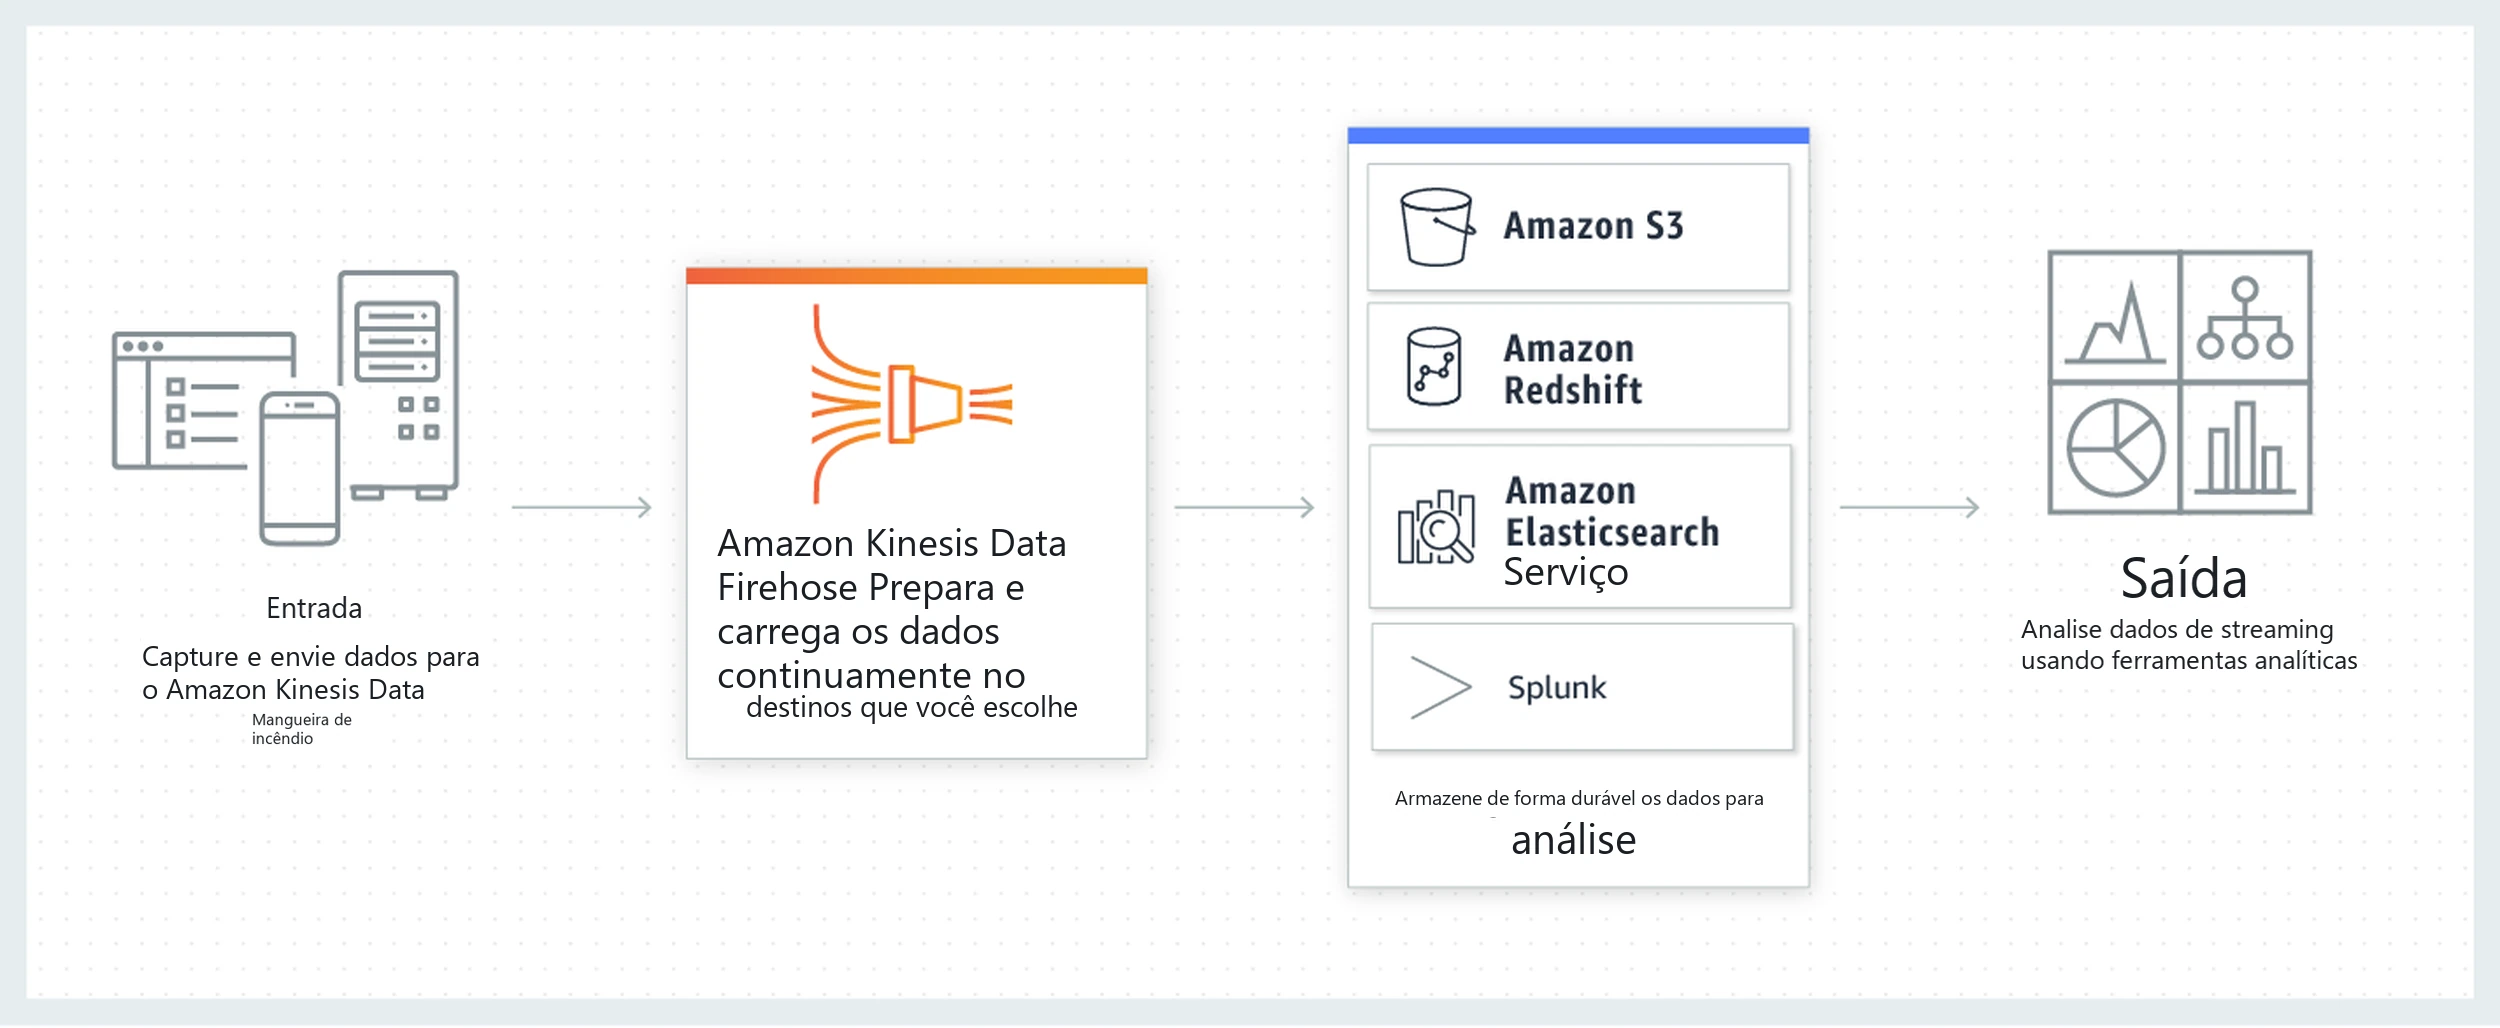 Entrada
Capture e envie dados para
o Amazon Kinesis Data
Mangueira de
incêndio
Amazon Kinesis Data
Firehose Prepara e
carrega os dados
continuamente no
destinos que você escolhe
Amazon S3
Amazon
Redshift
Amazon
Elasticsearch
Serviço
Splunk
Armazene de forma durável os dados para
análise
Saída
Analise dados de streaming
usando ferramentas analíticas